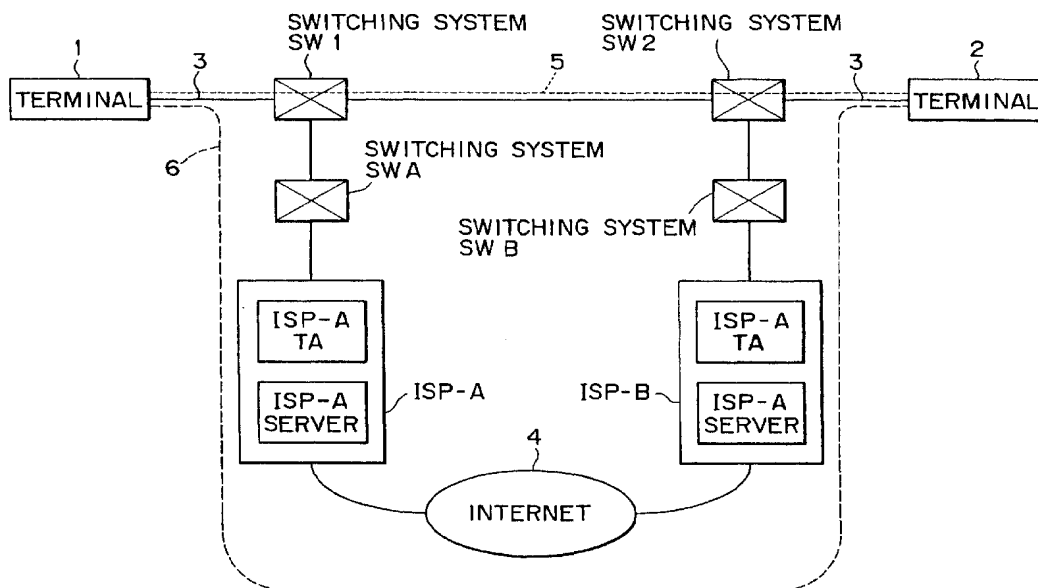 SWITCHING SYSTEM
SW 1
SWITCHING SYSTEM
SW 2
1
3
5
3
2
TERMINAL
TERMINAL
6
SWITCHING SYSTEM
SW A
SWITCHING SYSTEM
SW B
ISP-A
TA
ISP-A
SERVER
ISP-A
ISP-B
ISP-A
TA
ISP-A
SERVER
4
INTERNET